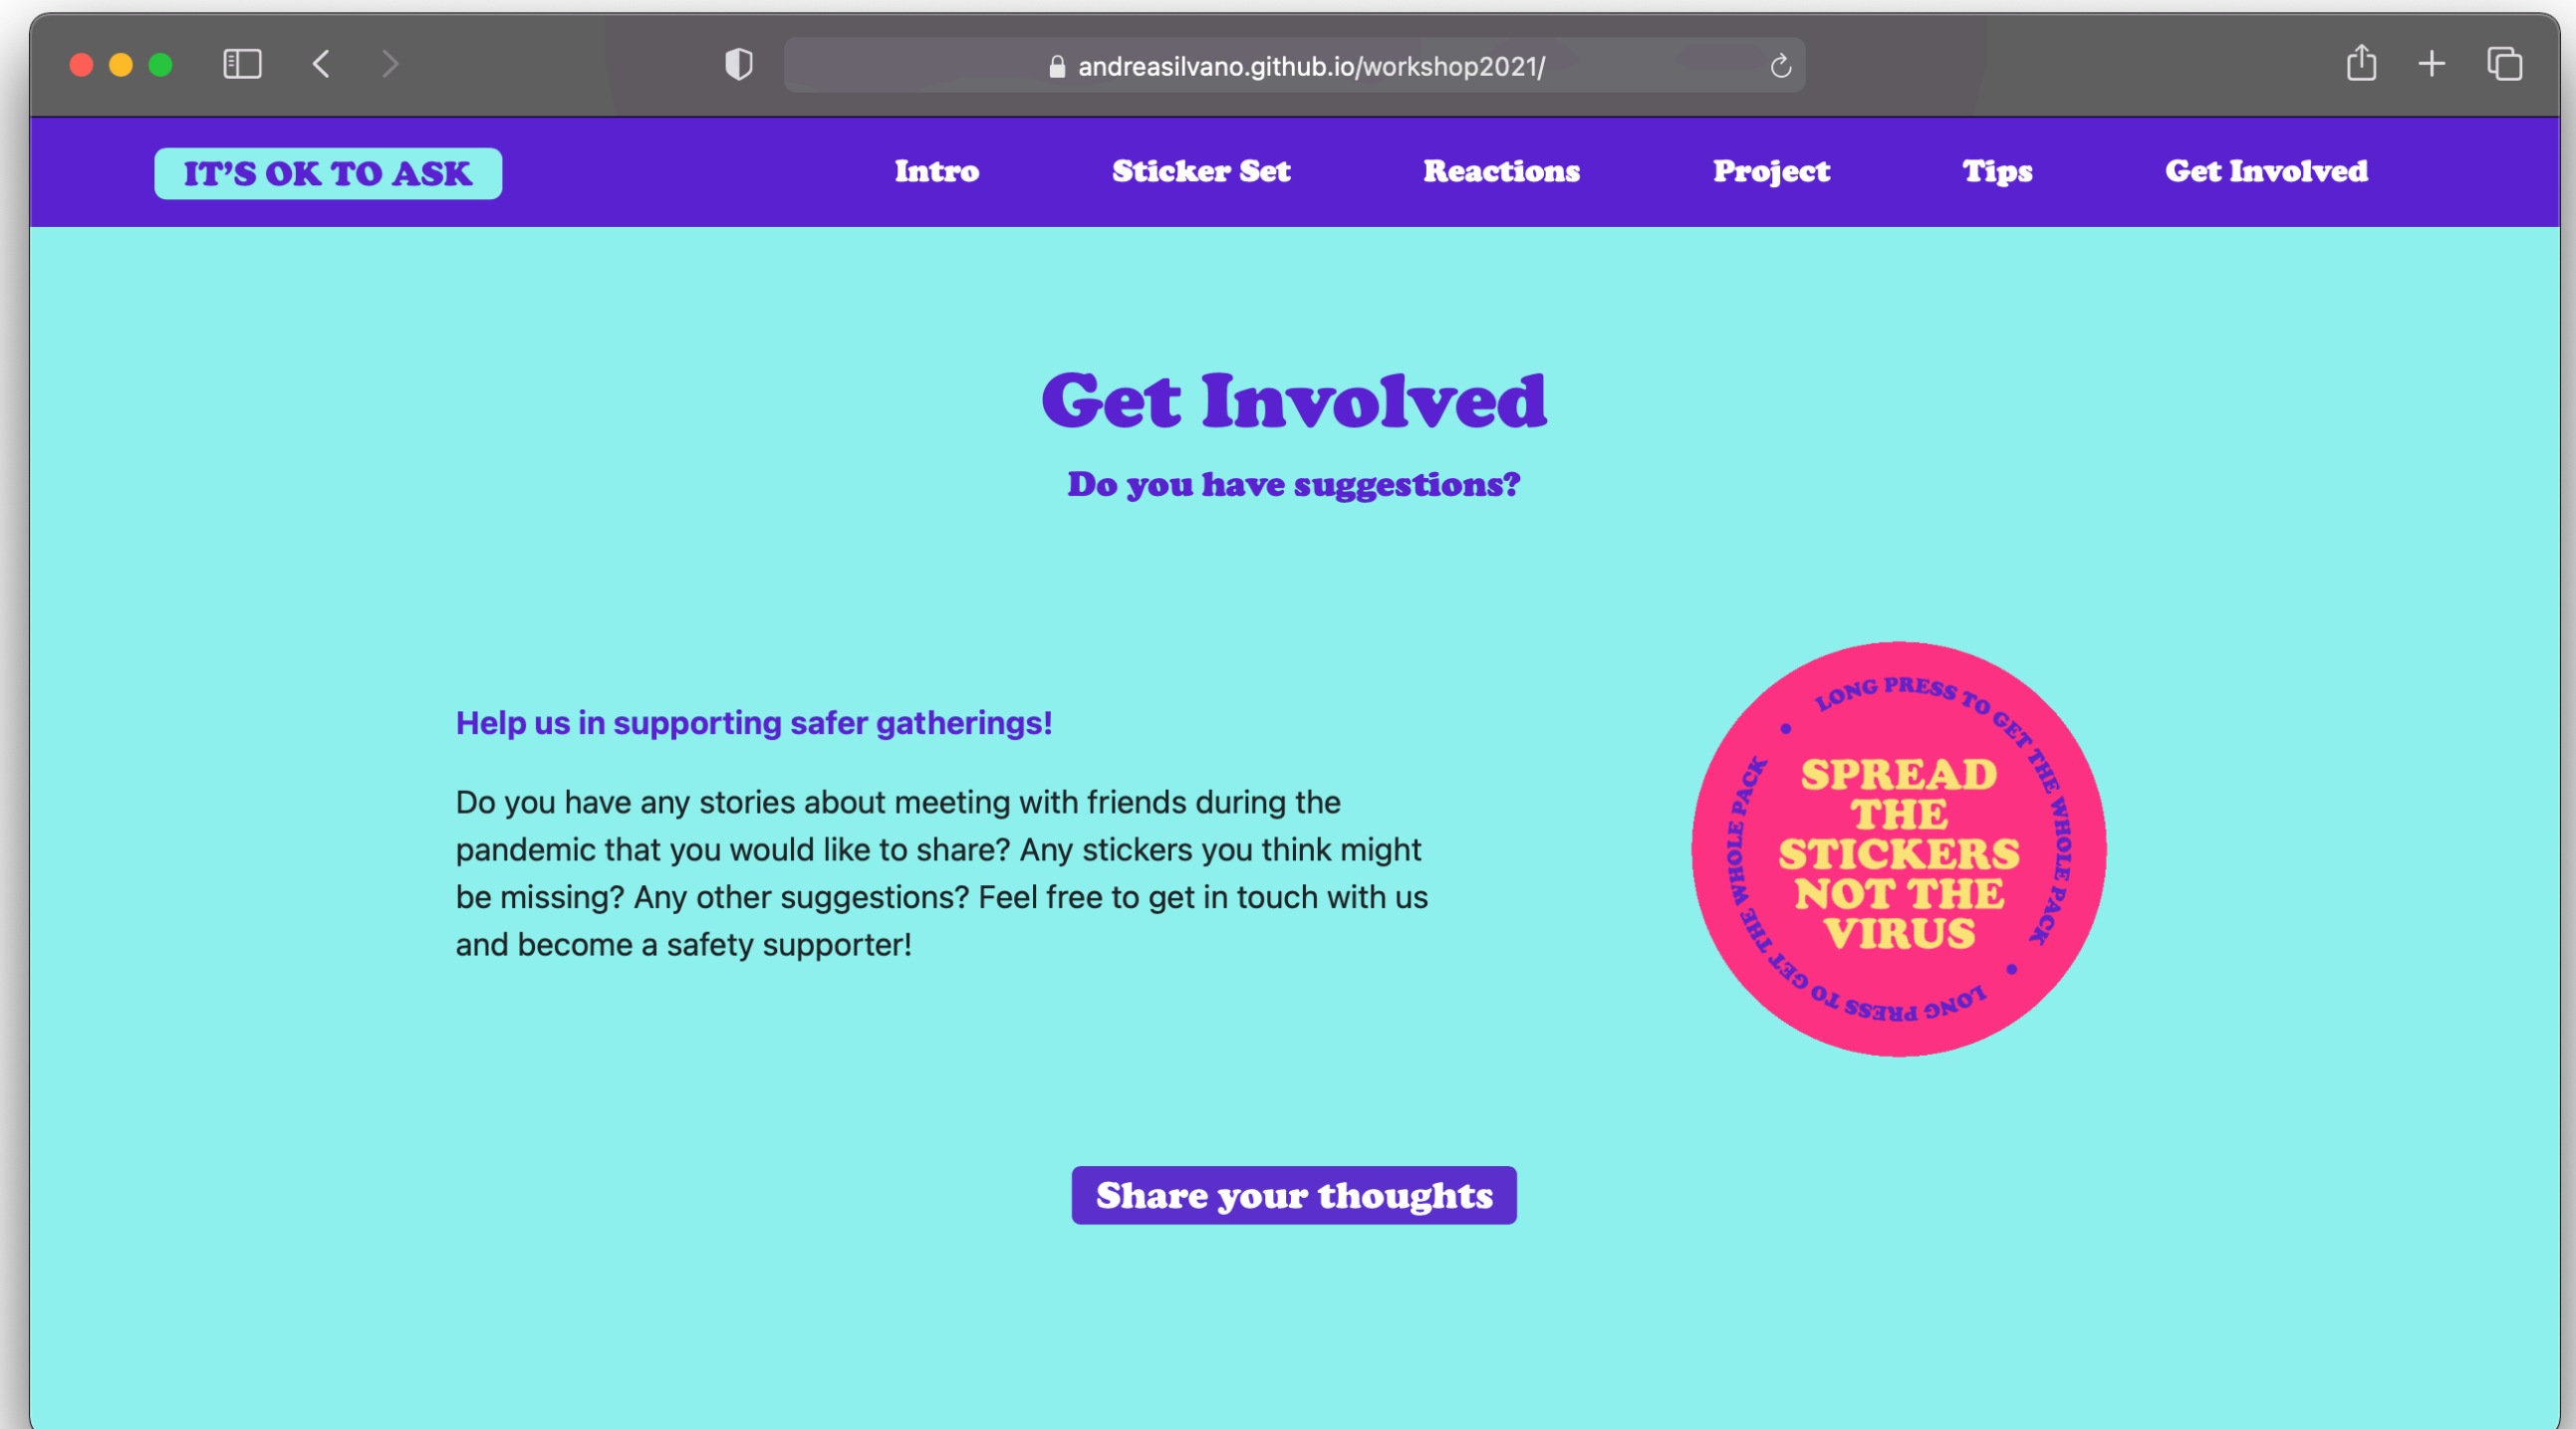 andreasilvano.github.io/workshop2021/
IT’S OK TO ASK
Intro
Sticker Set
Reactions
Project
Tips
Get Involved
Get Involved
Do you have suggestions?
Help us in supporting safer gatherings!
Do you have any stories about meeting with friends during the
pandemic that you would like to share? Any stickers you think might
be missing? Any other suggestions? Feel free to get in touch with us
and become a safety supporter!
LONG PRESS TO GET THE WHOLE PACK •
LONG PRESS TO GET THE WHOLE PACK •
SPREAD
THE
STICKERS
NOT THE
VIRUS
Share your thoughts